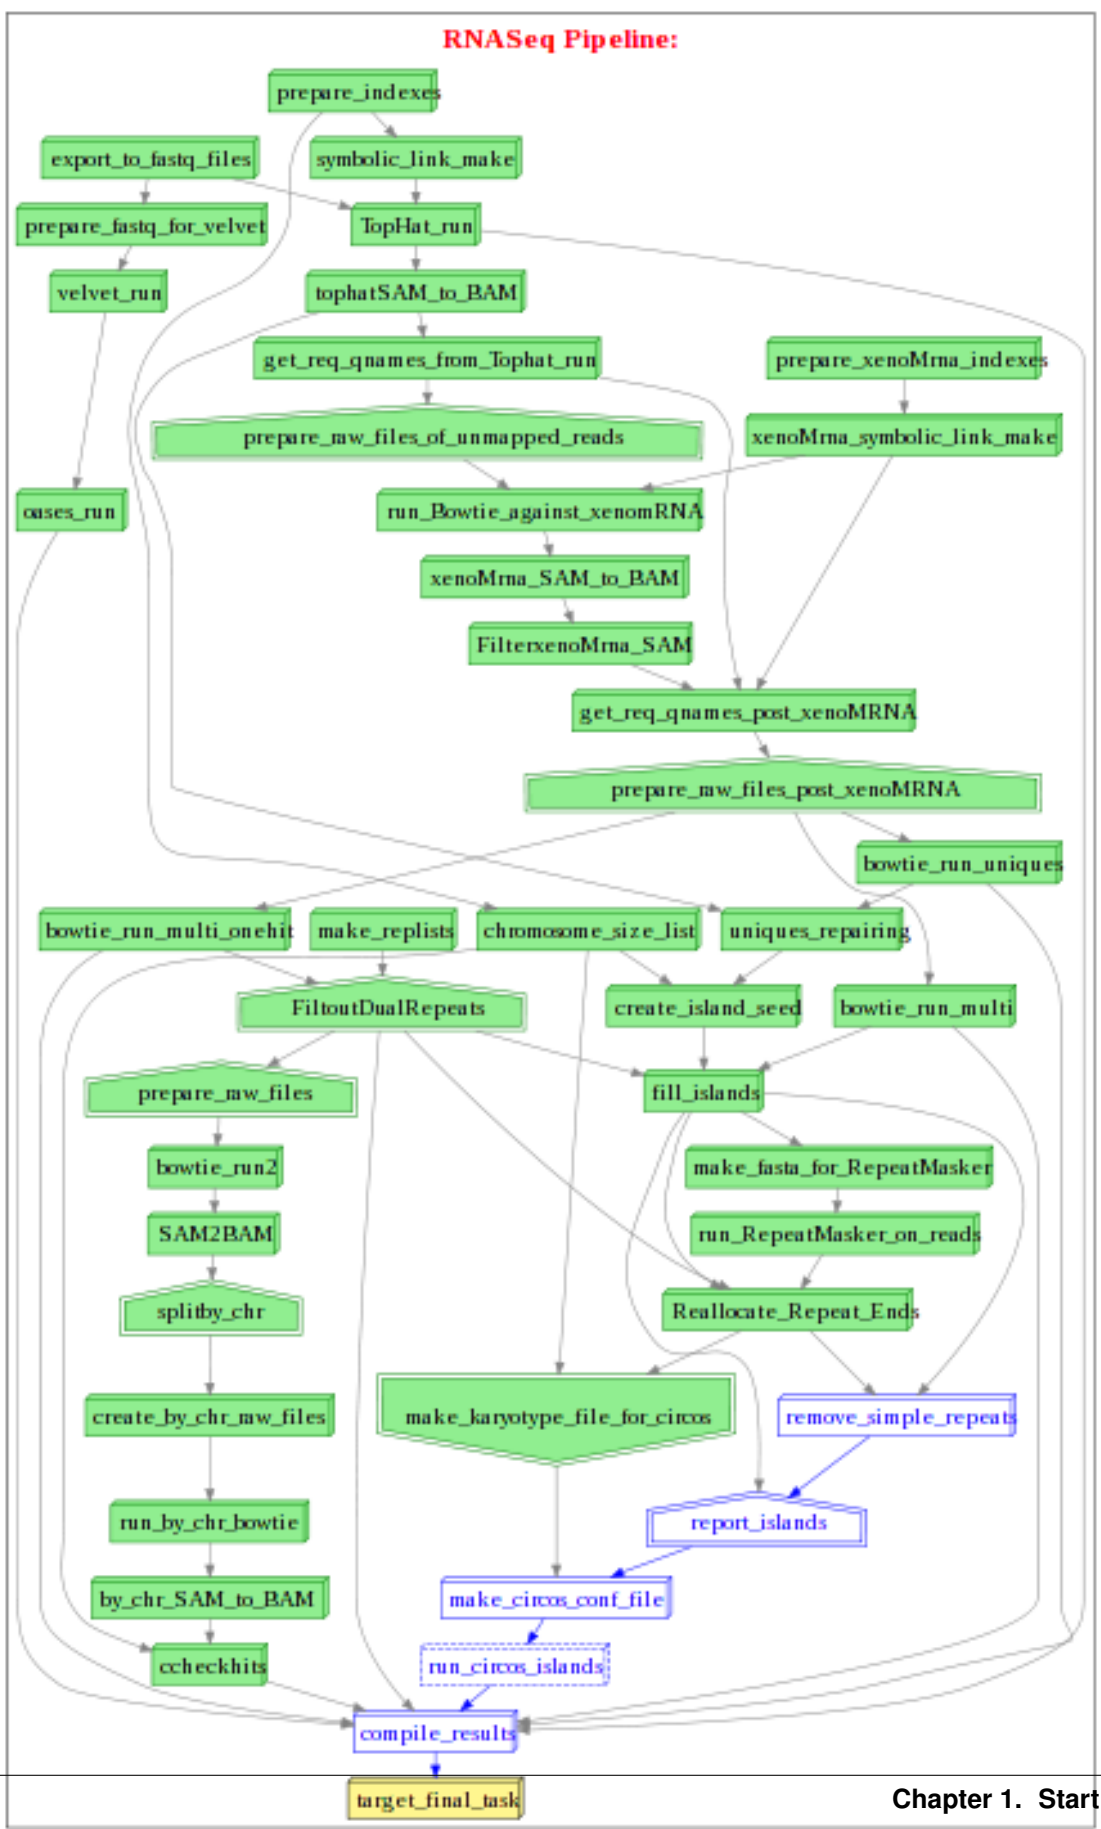 RNASeq Pipeline:
prepare_indexes
export_to_fastq_files
symbolic_link_make
prepare_fastq_for_velvet
TopHat_run
velvet_run
tophatSAM_to_BAM
get_req_qnames_from_Tophat_run
prepare_xenoMrna_indexes
prepare_raw_files_of_unmapped_reads
xenoMrna_symbolic_link_make
oases_run
run_Bowtie_against_xenomRNA
xenoMrna_SAM_to_BAM
FilterxenoMrna_SAM
get_req_qnames_post_xenoMRNA
prepare_raw_files_post_xenoMRNA
bowtie_run_uniques
bowtie_run_multi_onehit
make_replists
chromosome_size_list
uniques_repairing
FiltoutDualRepeats
create_island_seed
bowtie_run_multi
prepare_raw_files
fill_islands
bowtie_run2
make_fasta_for_RepeatMasker
SAM2BAM
run_RepeatMasker_on_reads
splitby_chr
Reallocate_Repeat_Ends
create_by_chr_raw_files
make_karyotype_file_for_circos
remove_simple_repeats
run_by_chr_bowtie
report_islands
by_chr_SAM_to_BAM
make_circos_conf_file
ccheckhits
run_circos_islands
compile_results
target_final_task
Chapter 1. Start